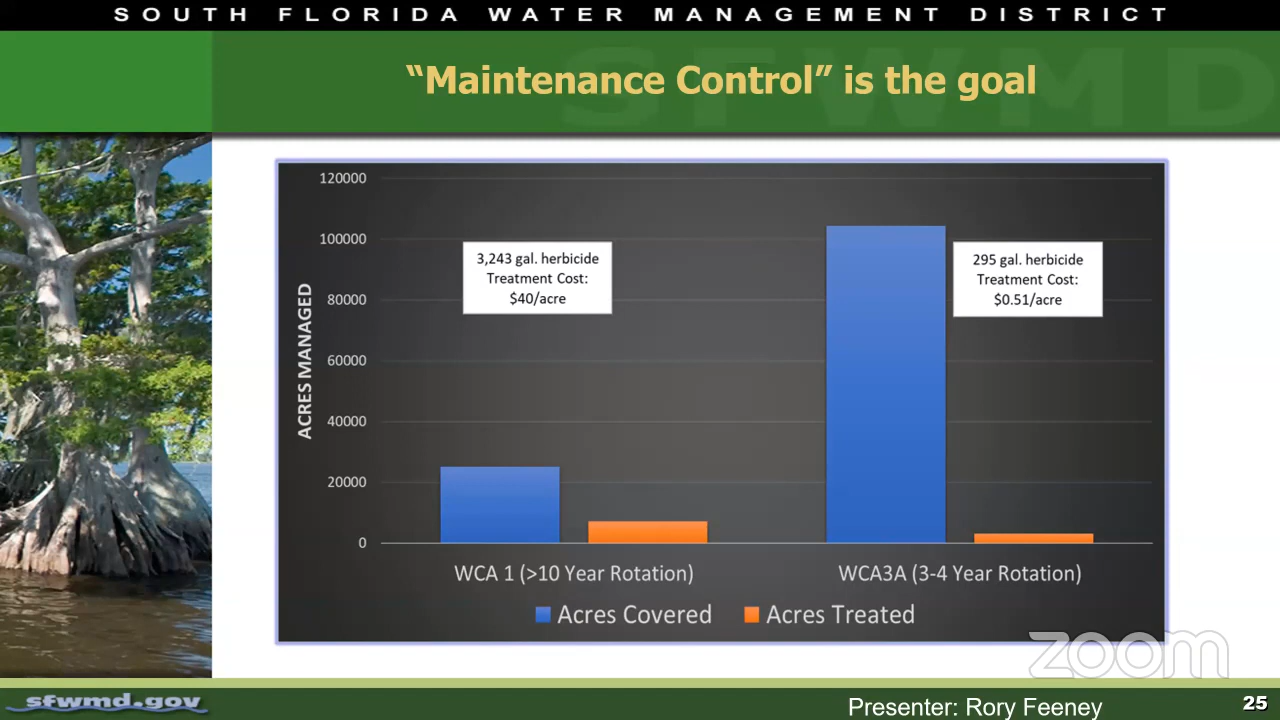 SOUTH FLORIDA WATER MANAGEMENT DISTRICT
SFWMD
“Maintenance Control” is the goal
120000
100000
80000
60000
40000
20000
0
ACRES MANAGED
3,243 gal. herbicide
Treatment Cost:
$40/acre
295 gal. herbicide
Treatment Cost:
$0.51/acre
WCA 1 (>10 Year Rotation)
WCA3A (3-4 Year Rotation)
Acres Covered
Acres Treated
zoom
sfwmd.gov
Presenter: Rory Feeney
25